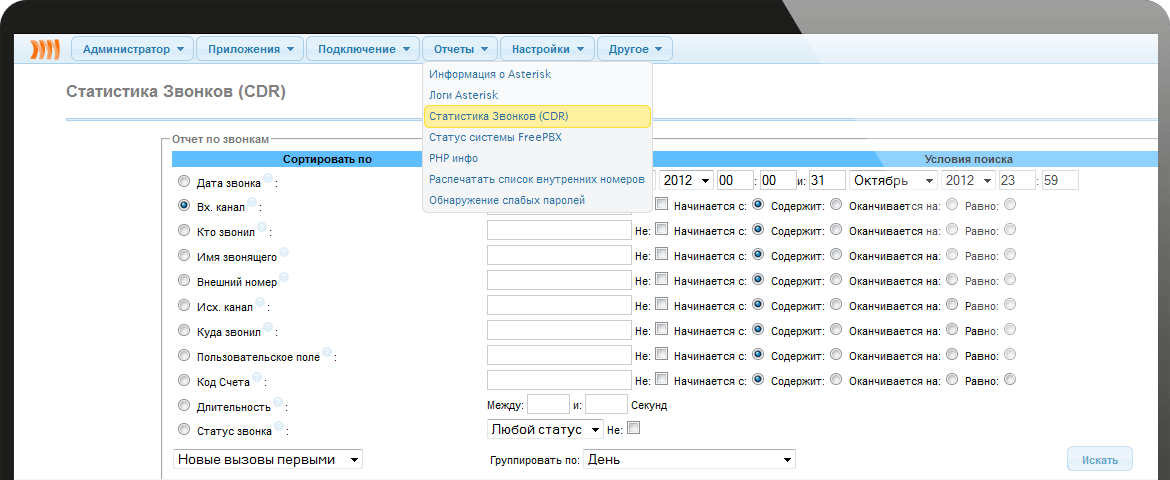 Администратор Приложения Подключение Отчеты Настройки Другое
Информация о Asterisk
Статистика Звонков (CDR)
Логи Asterisk
Статистика Звонков (CDR)
Статус системы FreePBX
Отчет по звонкам
PHP инфо
Сортировать по Условия поиска
Распечатать список внутренних номеров
Дата звонка ? : 2012 00 : 00 и: 31 Октябрь 2012 23 : 59
Обнаружение слабых паролей
Вх. канал ? : Начинается с: Содержит: Оканчивается на: Равно:
Кто звонил ? : Не: Начинается с: Содержит: Оканчивается на: Равно:
Имя звонящего ? Не: Начинается с: Содержит: Оканчивается на: Равно:
Внешний номер ? Не: Начинается с: Содержит: Оканчивается на: Равно:
Исх. канал ? : Не: Начинается с: Содержит: Оканчивается на: Равно:
Куда звонил ? : Не: Начинается с: Содержит: Оканчивается на: Равно:
Пользовательское поле ? : Не: Начинается с: Содержит: Оканчивается на: Равно:
Код Счета ? : Не: Начинается с: Содержит: Оканчивается на: Равно:
Длительность ? : Между: и: Секунд
Статус звонка ? : Любой статус Не:
Новые вызовы первыми Группировать по: День Искать